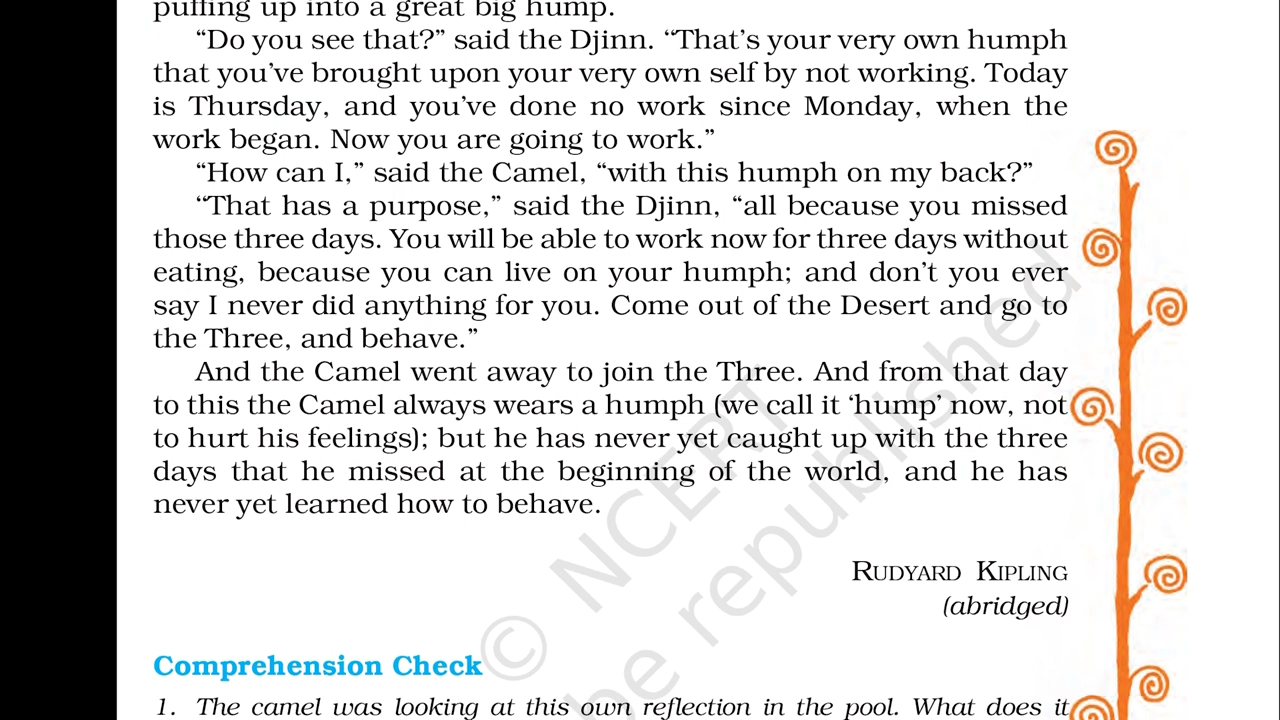 puffing up into a great big hump.
“Do you see that?” said the Djinn. “That’s your very own humph
that you’ve brought upon your very own self by not working. Today
is Thursday, and you’ve done no work since Monday, when the
work began. Now you are going to work.”
“How can I,” said the Camel, “with this humph on my back?”
“That has a purpose,” said the Djinn, “all because you missed
those three days. You will be able to work now for three days without
eating, because you can live on your humph; and don’t you ever
say I never did anything for you. Come out of the Desert and go to
the Three, and behave.”
And the Camel went away to join the Three. And from that day
to this the Camel always wears a humph (we call it ‘hump’ now, not
to hurt his feelings); but he has never yet caught up with the three
days that he missed at the beginning of the world, and he has
never yet learned how to behave.
RUDYARD KIPLING
(abridged)
Comprehension Check
1. The camel was looking at this own reflection in the pool. What does it
© NCERT
be republished